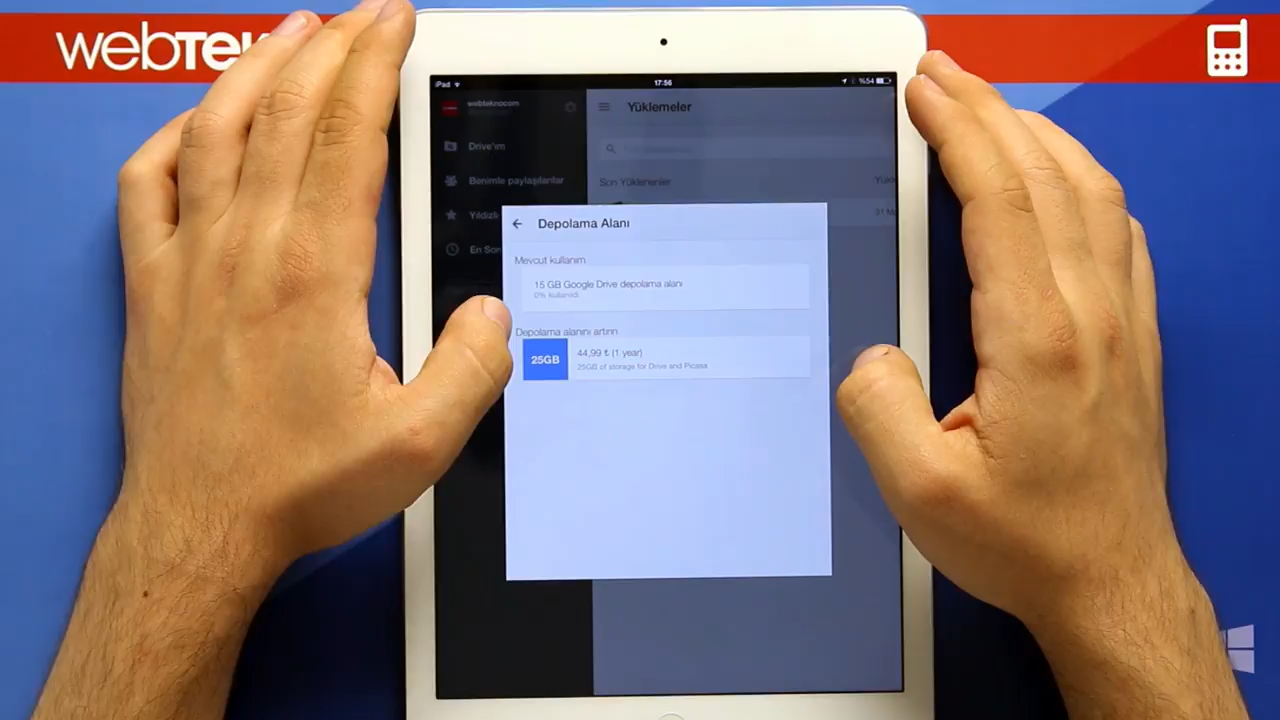 webTEK
iPad
17:56
%54
webteknocom
Yüklemeler
Drive'ım
Benimle paylaşılanlar
Son Yüklenenler
Yıldızlı
En Son
Depolama Alanı
Mevcut kullanım
15 GB Google Drive depolama alanı
0% kullanıldı
Depolama alanını artırın
25GB
44,99 ₺ (1 year)
25GB of storage for Drive and Picasa